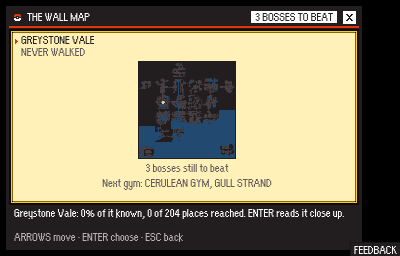 THE WALL MAP
3 BOSSES TO BEAT X
GREYSTONE VALE
NEVER WALKED
3 bosses still to beat
Next gym: CERULEAN GYM, GULL STRAND
Greystone Vale: 0% of it known, 0 of 204 places reached. ENTER reads it close up.
ARROWS move · ENTER choose · ESC back
FEEDBACK